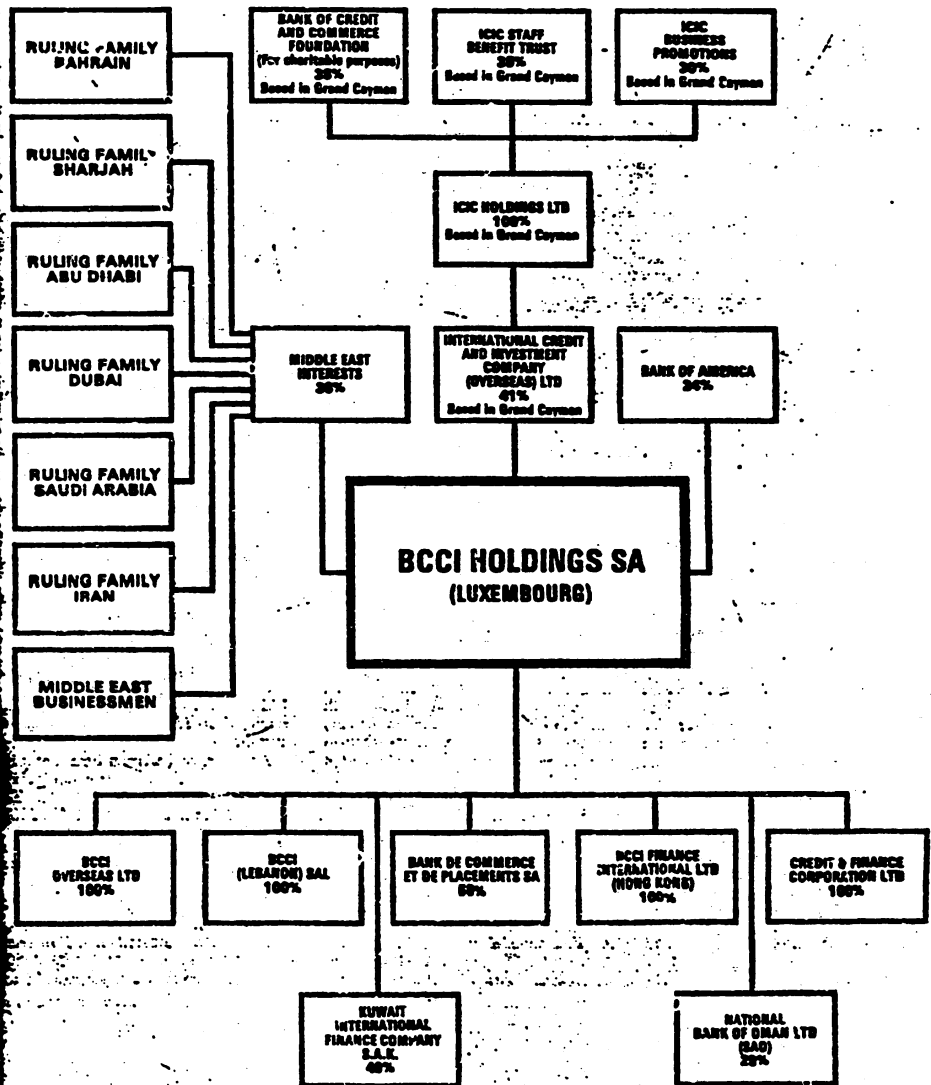 RULING FAMILY
BAHRAIN
BANK OF CREDIT
AND COMMERCE
FOUNDATION
(For charitable purposes)
Based in Grand Cayman
ICIC STAFF
BENEFIT TRUST
Based in Grand Cayman
ICIC
BUSINESS
PROMOTIONS
Based in Grand Cayman
RULING FAMILY
SHARJAH
ICIC HOLDINGS LTD
100%
Based in Grand Cayman
RULING FAMILY
ABU DHABI
RULING FAMILY
DUBAI
MIDDLE EAST
INTERESTS
INTERNATIONAL CREDIT
AND INVESTMENT
COMPANY
(OVERSEAS) LTD
41%
Based in Grand Cayman
BANK OF AMERICA
24%
RULING FAMILY
SAUDI ARABIA
BCCI HOLDINGS SA
(LUXEMBOURG)
RULING FAMILY
IRAN
MIDDLE EAST
BUSINESSMEN
BCCI
OVERSEAS LTD
100%
BCCI
(LEBANON) SAL
100%
BANK DE COMMERCE
ET DE PLACEMENTS SA
BCCI FINANCE
INTERNATIONAL LTD
(HONG KONG)
100%
CREDIT & FINANCE
CORPORATION LTD
100%
KUWAIT
INTERNATIONAL
FINANCE COMPANY
S.A.K.
NATIONAL
BANK OF OMAN LTD
(SAO)